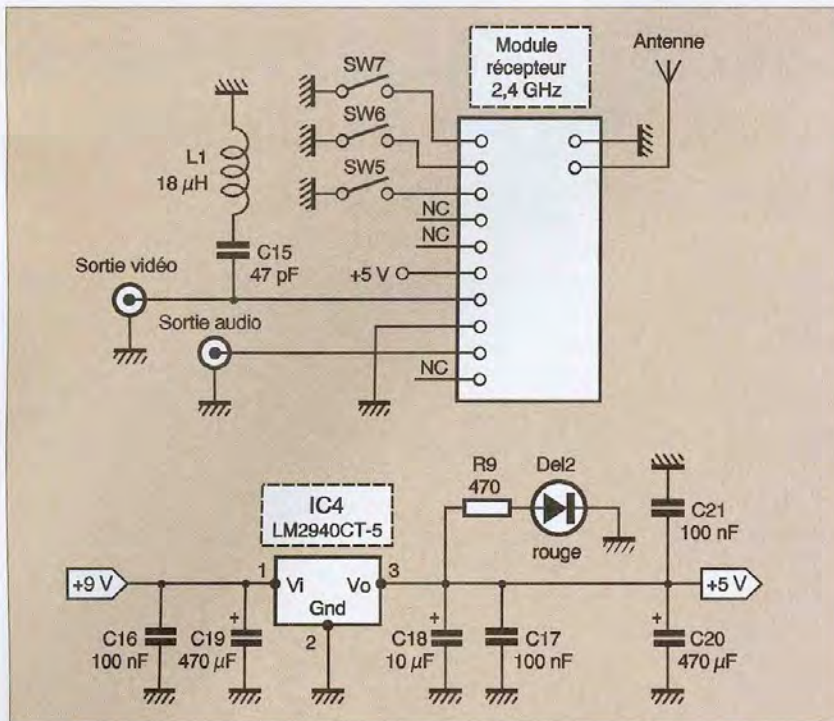 Module
récepteur
2,4 GHz
Antenne
SW7
SW6
SW5
L1
18 µH
NC
NC
C15
47 pF
+5 V
Sortie vidéo
Sortie audio
NC
R9
470
Del2
rouge
C21
100 nF
IC4
LM2940CT-5
+9 V
1
Vi
Vo
3
Gnd
2
+5 V
C16
100 nF
+
C19
470 µF
+
C18
10 µF
C17
100 nF
+
C20
470 µF